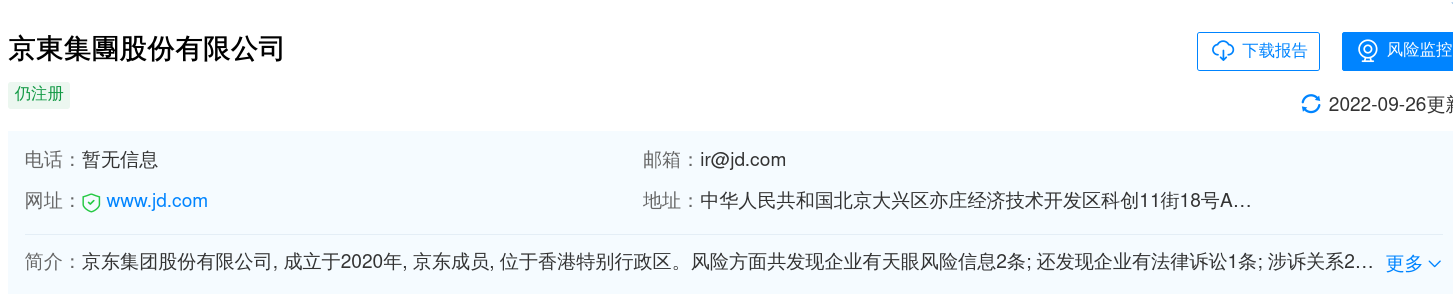 京東集團股份有限公司
下载报告
风险监控
仍注册
2022-09-26更新
电话：暂无信息
邮箱：ir@jd.com
网址：www.jd.com
地址：中华人民共和国北京大兴区亦庄经济技术开发区科创11街18号A…
简介：京东集团股份有限公司, 成立于2020年, 京东成员, 位于香港特别行政区。风险方面共发现企业有天眼风险信息2条; 还发现企业有法律诉讼1条; 涉诉关系2… 更多